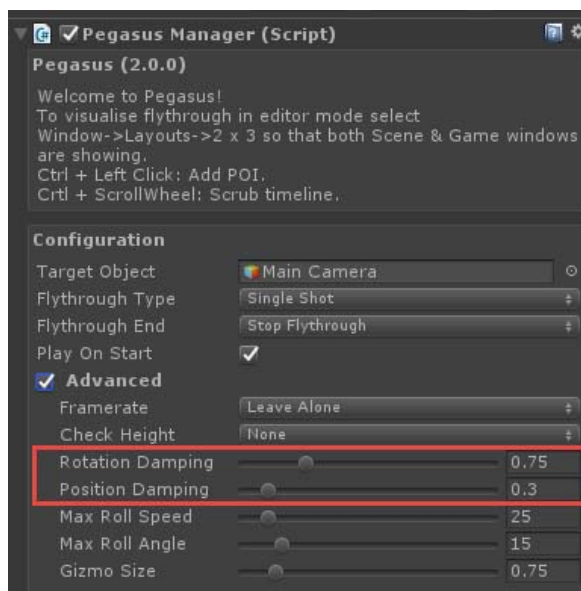 Pegasus Manager (Script)
Pegasus (2.0.0)
Welcome to Pegasus!
To visualise flythrough in editor mode select
Window->Layouts->2 x 3 so that both Scene & Game windows
are showing.
Ctrl + Left Click: Add POI.
Crtl + ScrollWheel: Scrub timeline.
Configuration
Target Object Main Camera
Flythrough Type Single Shot
Flythrough End Stop Flythrough
Play On Start
Advanced
Framerate Leave Alone
Check Height None
Rotation Damping 0.75
Position Damping 0.3
Max Roll Speed 25
Max Roll Angle 15
Gizmo Size 0.75